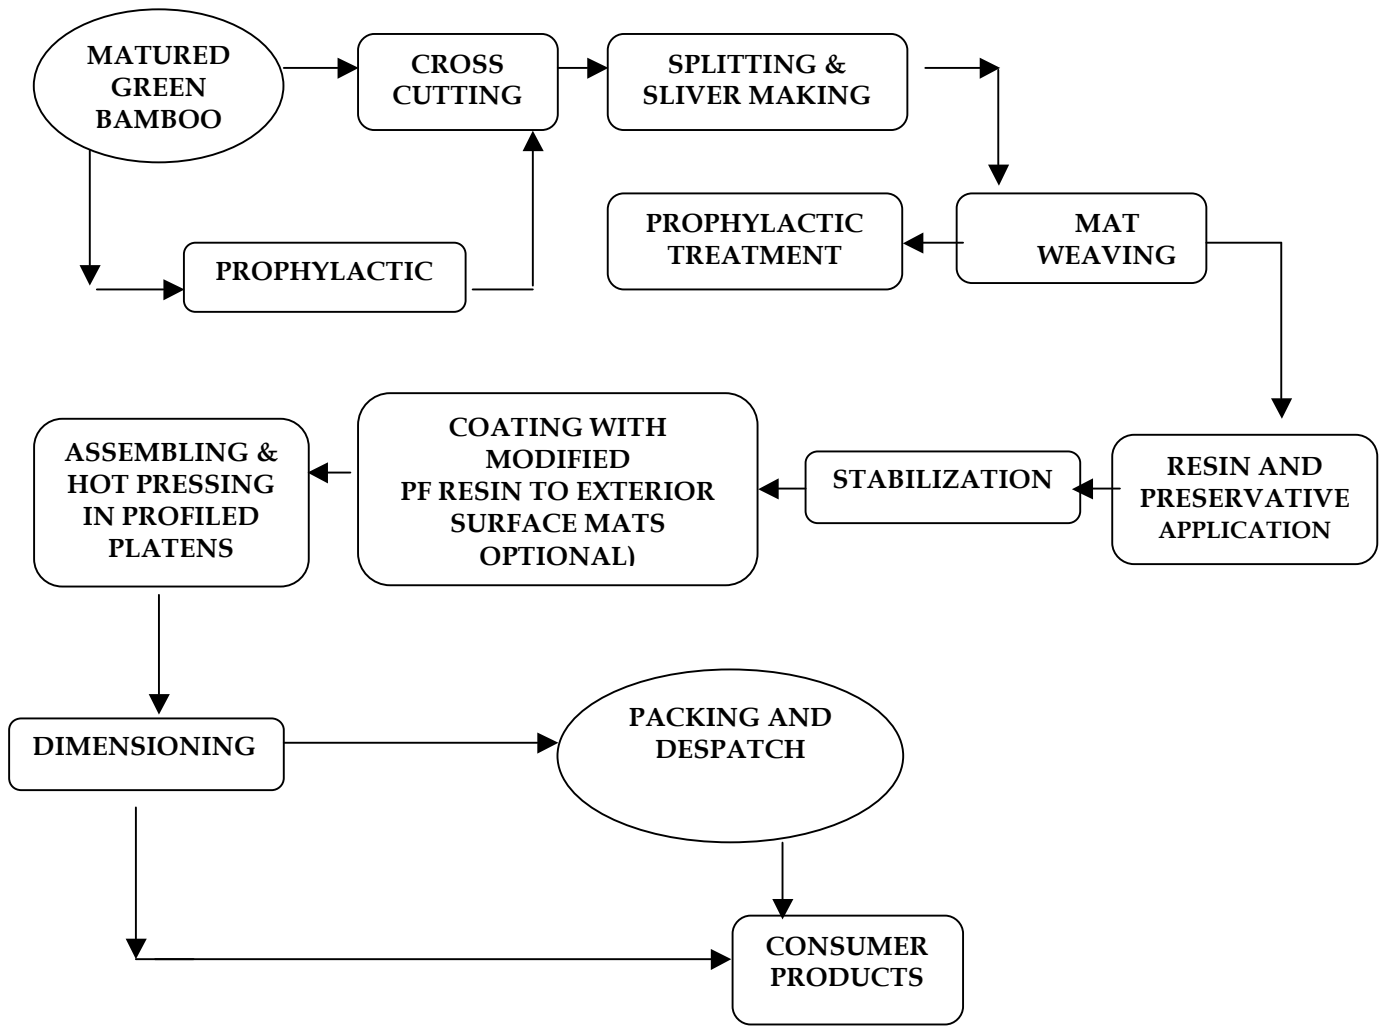 MATURED
GREEN
BAMBOO
CROSS
CUTTING
SPLITTING &
SLIVER MAKING
PROPHYLACTIC
PROPHYLACTIC
TREATMENT
MAT
WEAVING
RESIN AND
PRESERVATIVE
APPLICATION
STABILIZATION
COATING WITH
MODIFIED
PF RESIN TO EXTERIOR
SURFACE MATS
OPTIONAL)
ASSEMBLING &
HOT PRESSING
IN PROFILED
PLATENS
DIMENSIONING
PACKING AND
DESPATCH
CONSUMER
PRODUCTS